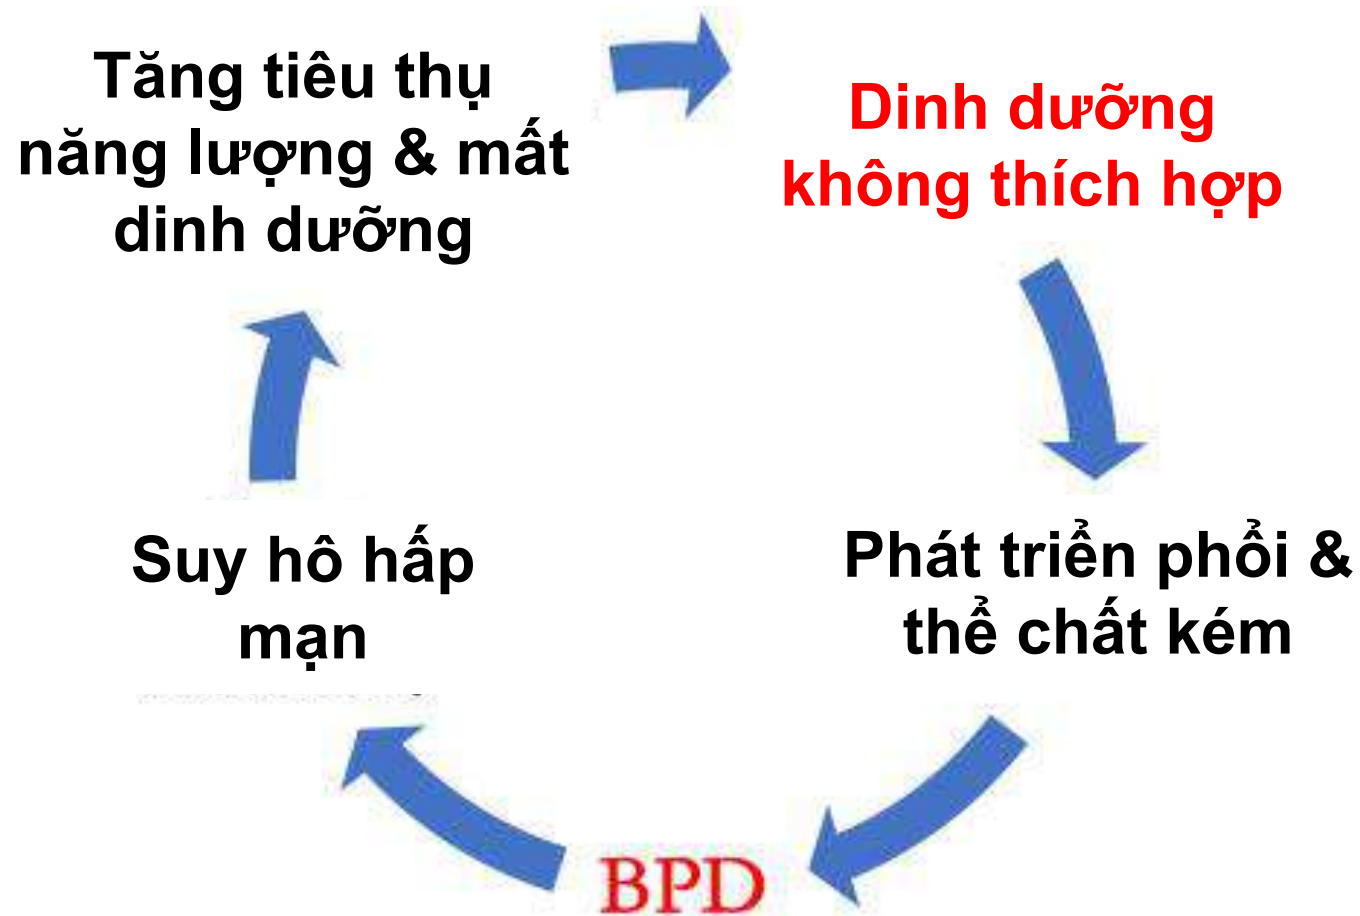 Tăng tiêu thụ
năng lượng & mất
dinh dưỡng
Dinh dưỡng
không thích hợp
Phát triển phổi &
thể chất kém
BPD
Suy hô hấp
mạn